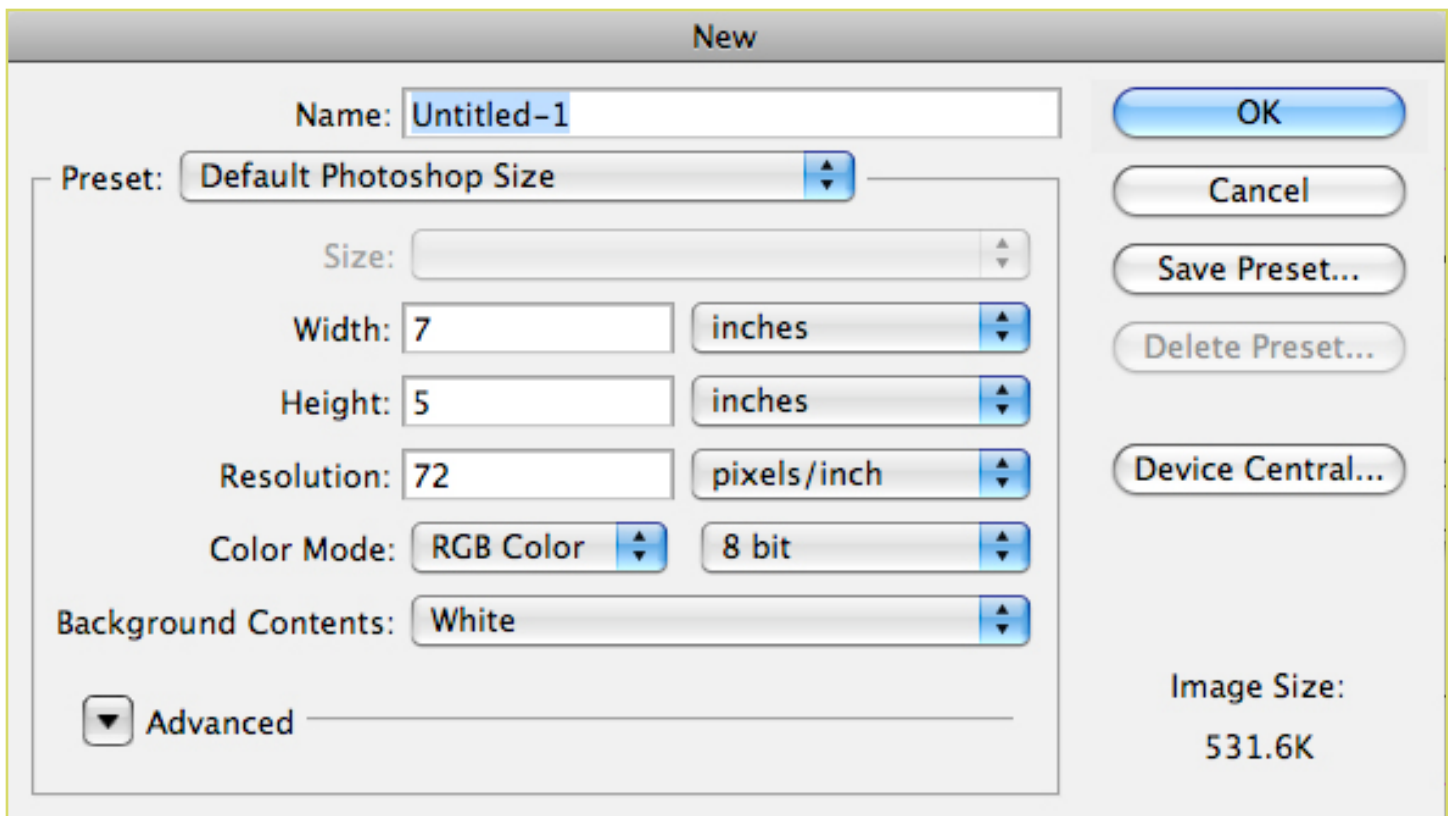 New
Name: Untitled-1
OK
Preset: Default Photoshop Size
Cancel
Size:
Save Preset...
Width: 7 inches
Delete Preset...
Height: 5 inches
Resolution: 72 pixels/inch
Device Central...
Color Mode: RGB Color 8 bit
Background Contents: White
Image Size:
Advanced
531.6K